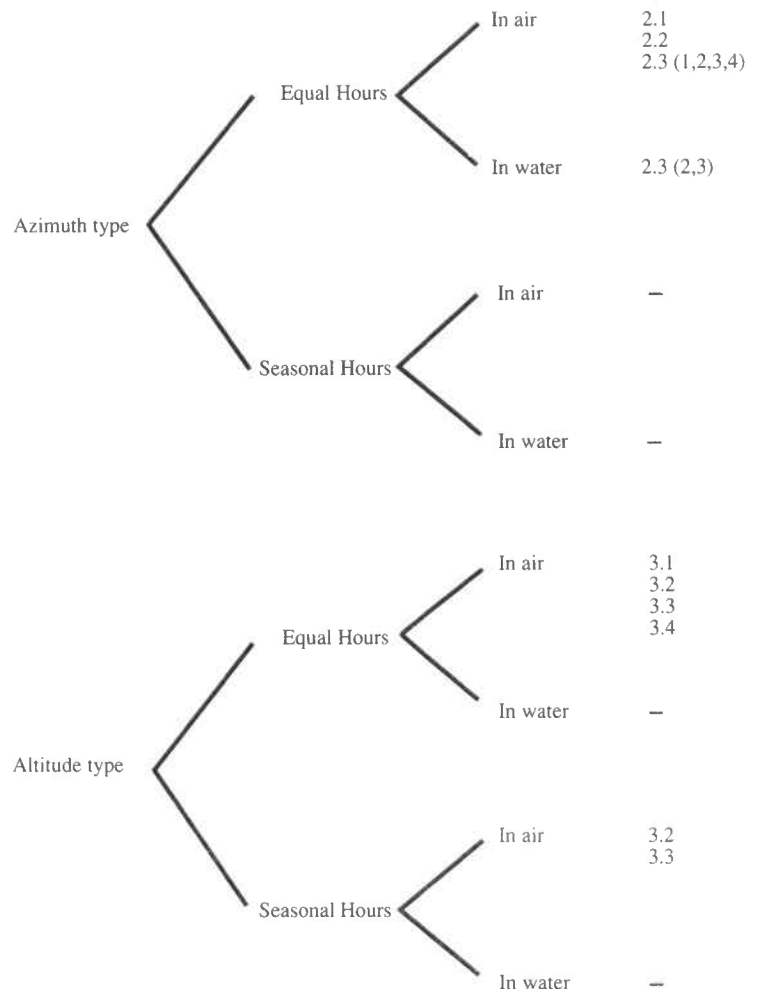 In air 2.1
2.2
2.3 (1,2,3,4)
Equal Hours
In water 2.3 (2,3)
Azimuth type
In air –
Seasonal Hours
In water –
In air 3.1
3.2
3.3
3.4
Equal Hours
In water –
Altitude type
In air 3.2
3.3
Seasonal Hours
In water –